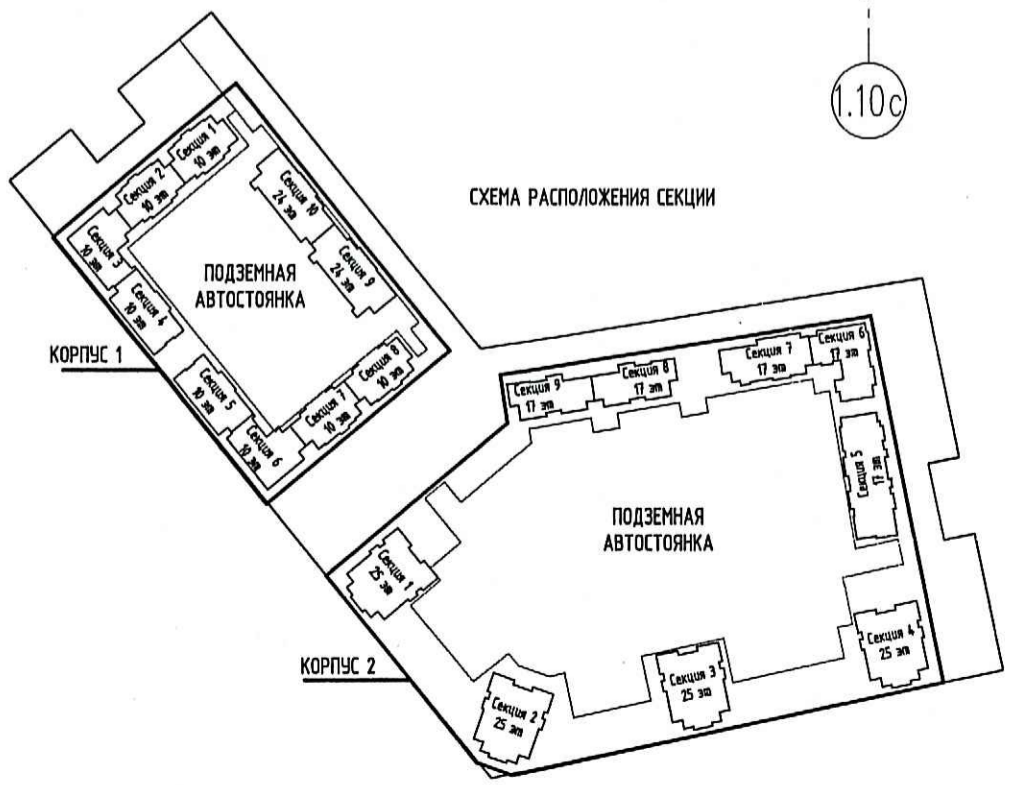 1.10с
СХЕМА РАСПОЛОЖЕНИЯ СЕКЦИИ
Секция 1
10 эт
Секция 2
10 эт
Секция 3
10 эт
Секция 4
10 эт
Секция 5
10 эт
Секция 6
10 эт
Секция 7
10 эт
Секция 8
10 эт
Секция 9
24 эт
Секция 10
24 эт
ПОДЗЕМНАЯ
АВТОСТОЯНКА
КОРПУС 1
Секция 9
17 эт
Секция 8
17 эт
Секция 7
17 эт
Секция 6
17 эт
Секция 5
17 эт
ПОДЗЕМНАЯ
АВТОСТОЯНКА
Секция 1
25 эт
Секция 2
25 эт
Секция 3
25 эт
Секция 4
25 эт
КОРПУС 2